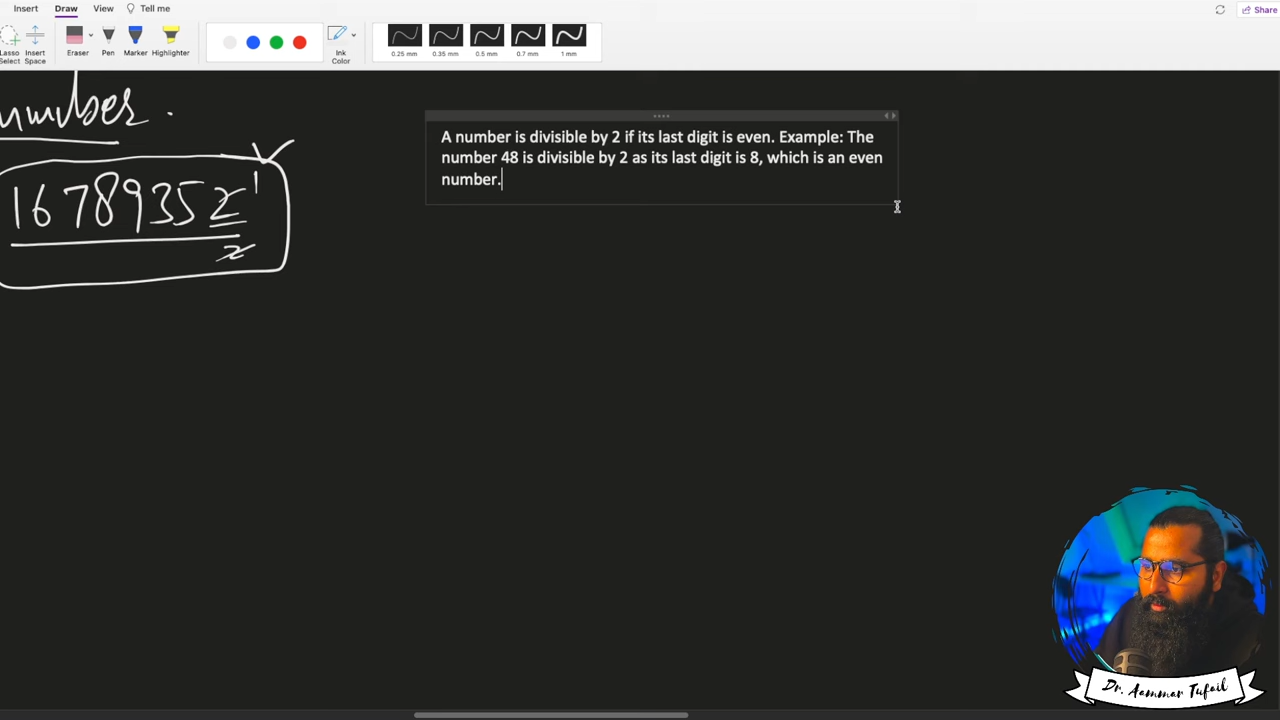 Insert Draw View Tell me
Share
Lasso Select
Insert Space
Eraser
Pen
Marker
Highlighter
Ink Color
0.25 mm
0.35 mm
0.5 mm
0.7 mm
1 mm
number.
A number is divisible by 2 if its last digit is even. Example: The
number 48 is divisible by 2 as its last digit is 8, which is an even
number.
16789352 1
2
Dr. Aammar Tufail